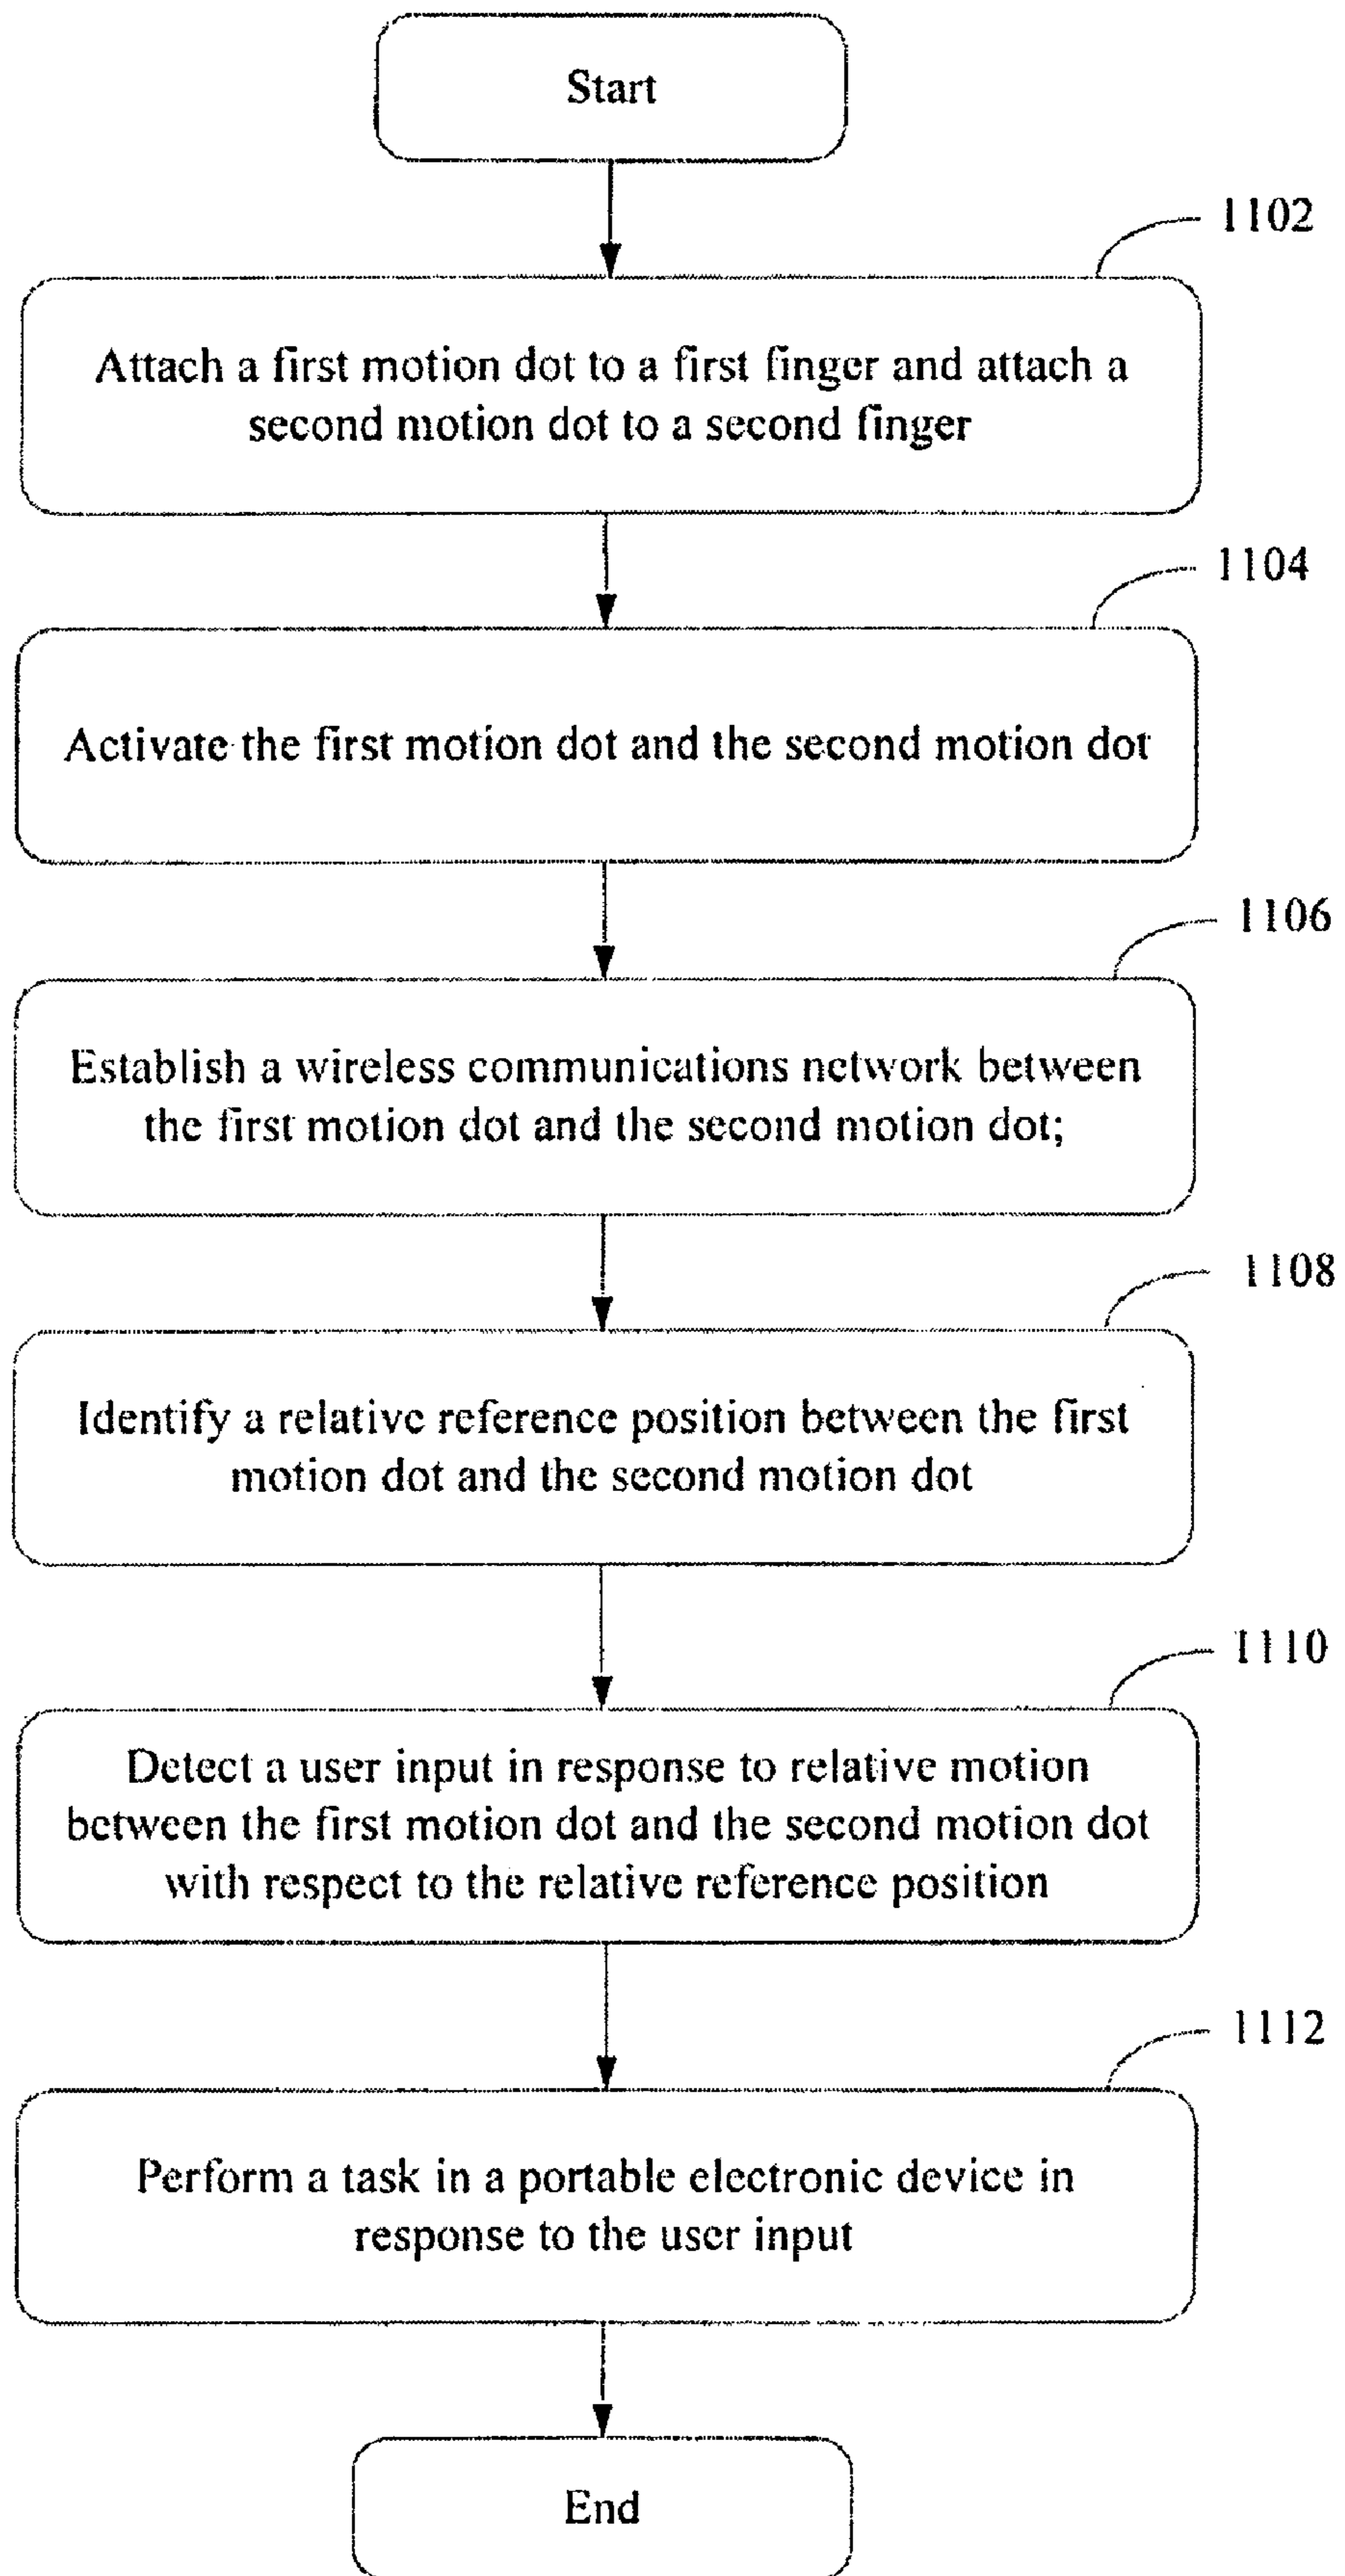 Start
1102
Attach a first motion dot to a first finger and attach a
second motion dot to a second finger
1104
Activate the first motion dot and the second motion dot
1106
Establish a wireless communications network between
the first motion dot and the second motion dot;
1108
Identify a relative reference position between the first
motion dot and the second motion dot
1110
Detect a user input in response to relative motion
between the first motion dot and the second motion dot
with respect to the relative reference position
1112
Perform a task in a portable electronic device in
response to the user input
End